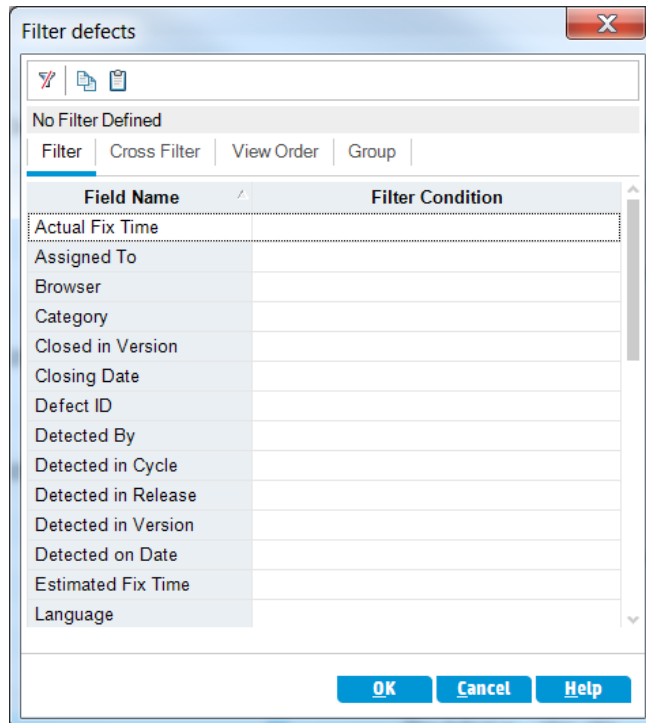 Filter defects
No Filter Defined
Filter Cross Filter View Order Group
Field Name Filter Condition
Actual Fix Time
Assigned To
Browser
Category
Closed in Version
Closing Date
Defect ID
Detected By
Detected in Cycle
Detected in Release
Detected in Version
Detected on Date
Estimated Fix Time
Language
OK Cancel Help